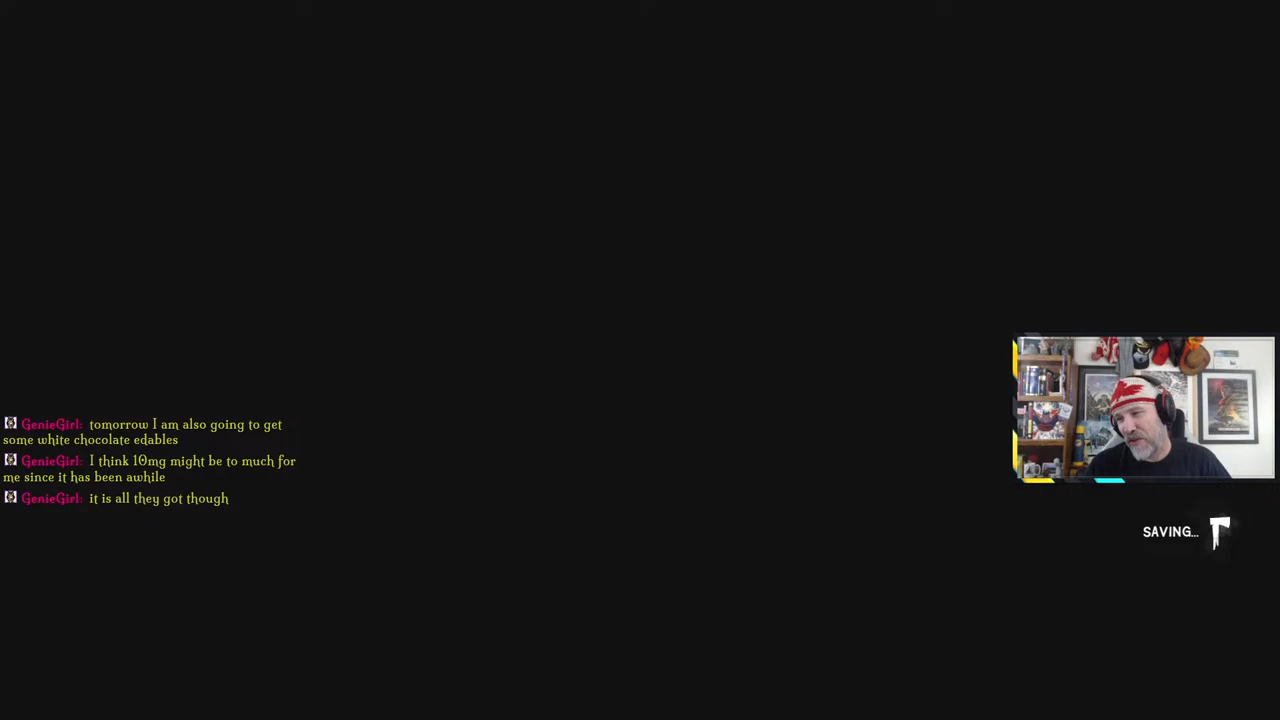 GenieGirl: tomorrow I am also going to get
some white chocolate edables
GenieGirl: I think 10mg might be to much for
me since it has been awhile
GenieGirl: it is all they got though
SAVING...